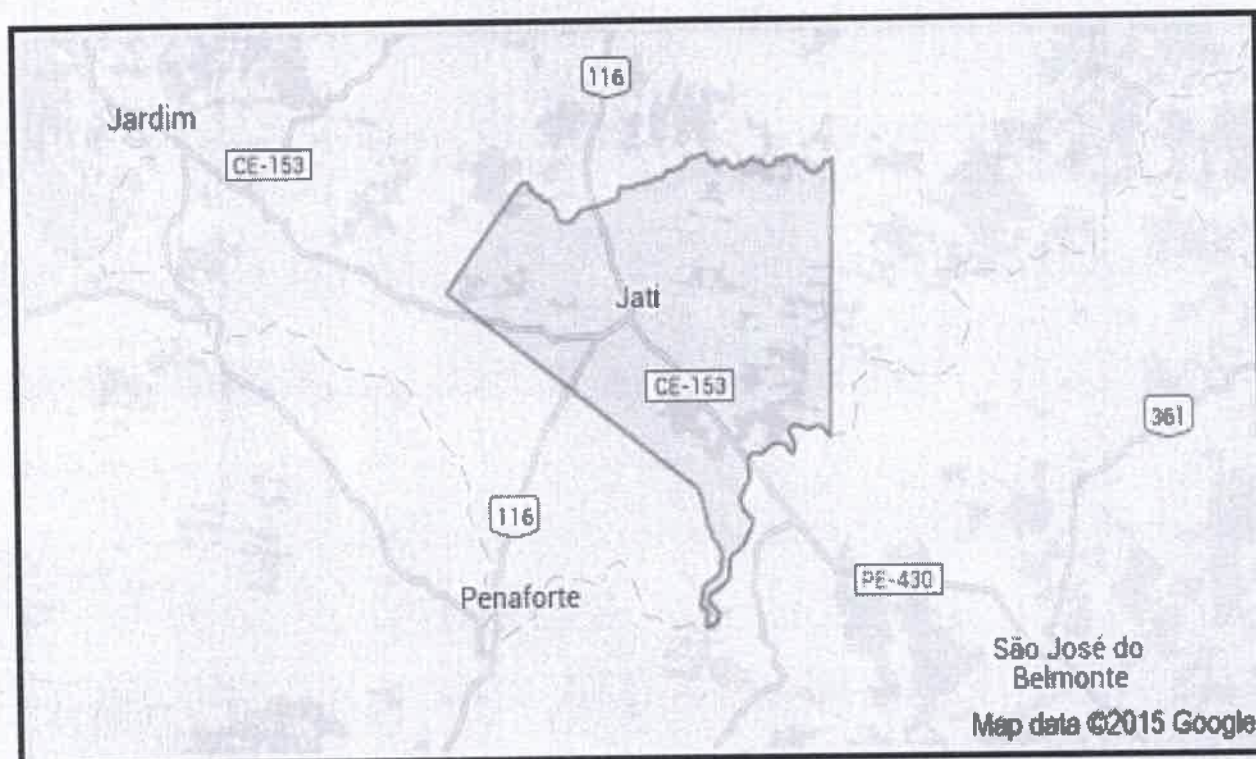 116
Jardim
CE-153
Jati
CE-153
361
116
PE-430
Penaforte
São José do
Belmonte
Map data ©2015 Google